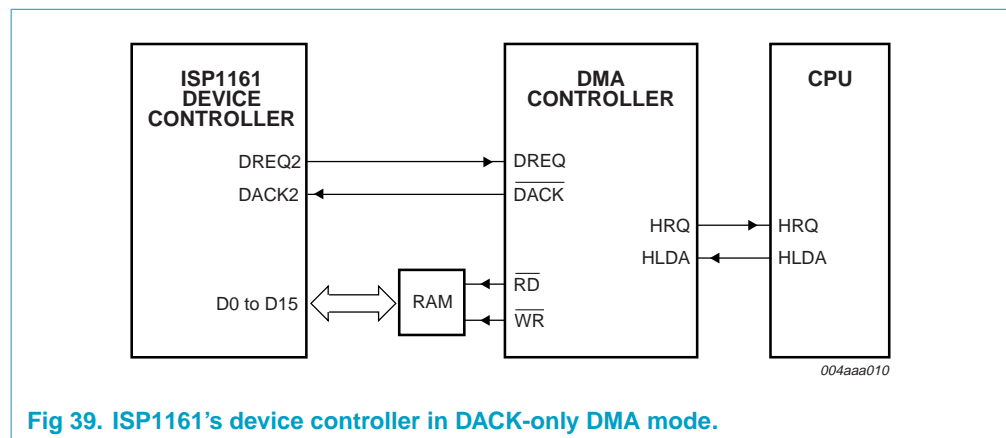 ISP1161
DEVICE
CONTROLLER
DMA
CONTROLLER
CPU
DREQ2
DREQ
DACK2
DACK
HRQ
HRQ
HLDA
HLDA
D0 to D15
RAM
RD
WR
004aaa010
Fig 39. ISP1161's device controller in DACK-only DMA mode.